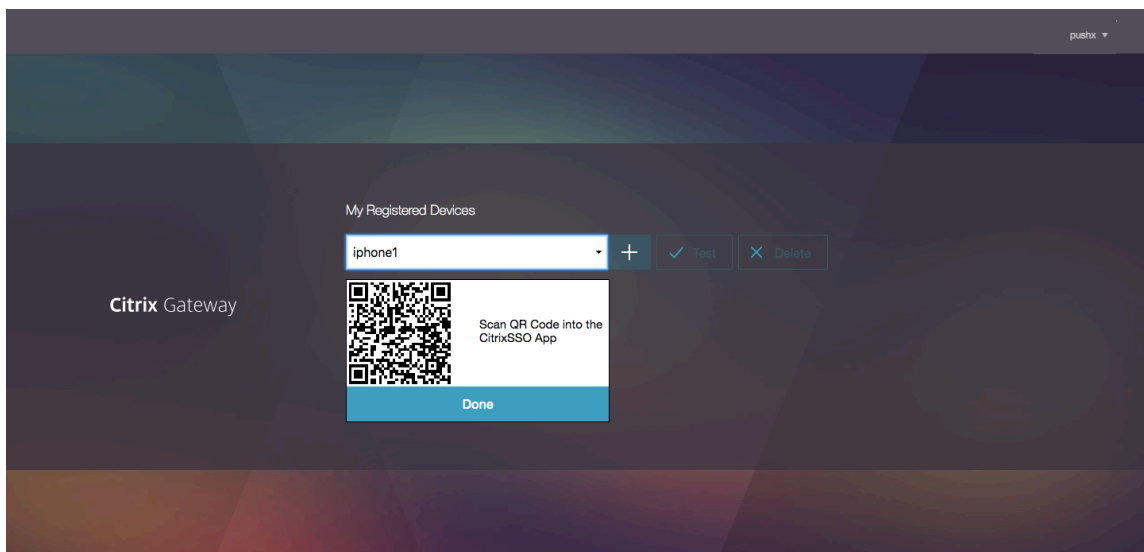 pushx
My Registered Devices
iphone1
Test
Delete
Citrix Gateway
Scan QR Code into the
CitrixSSO App
Done